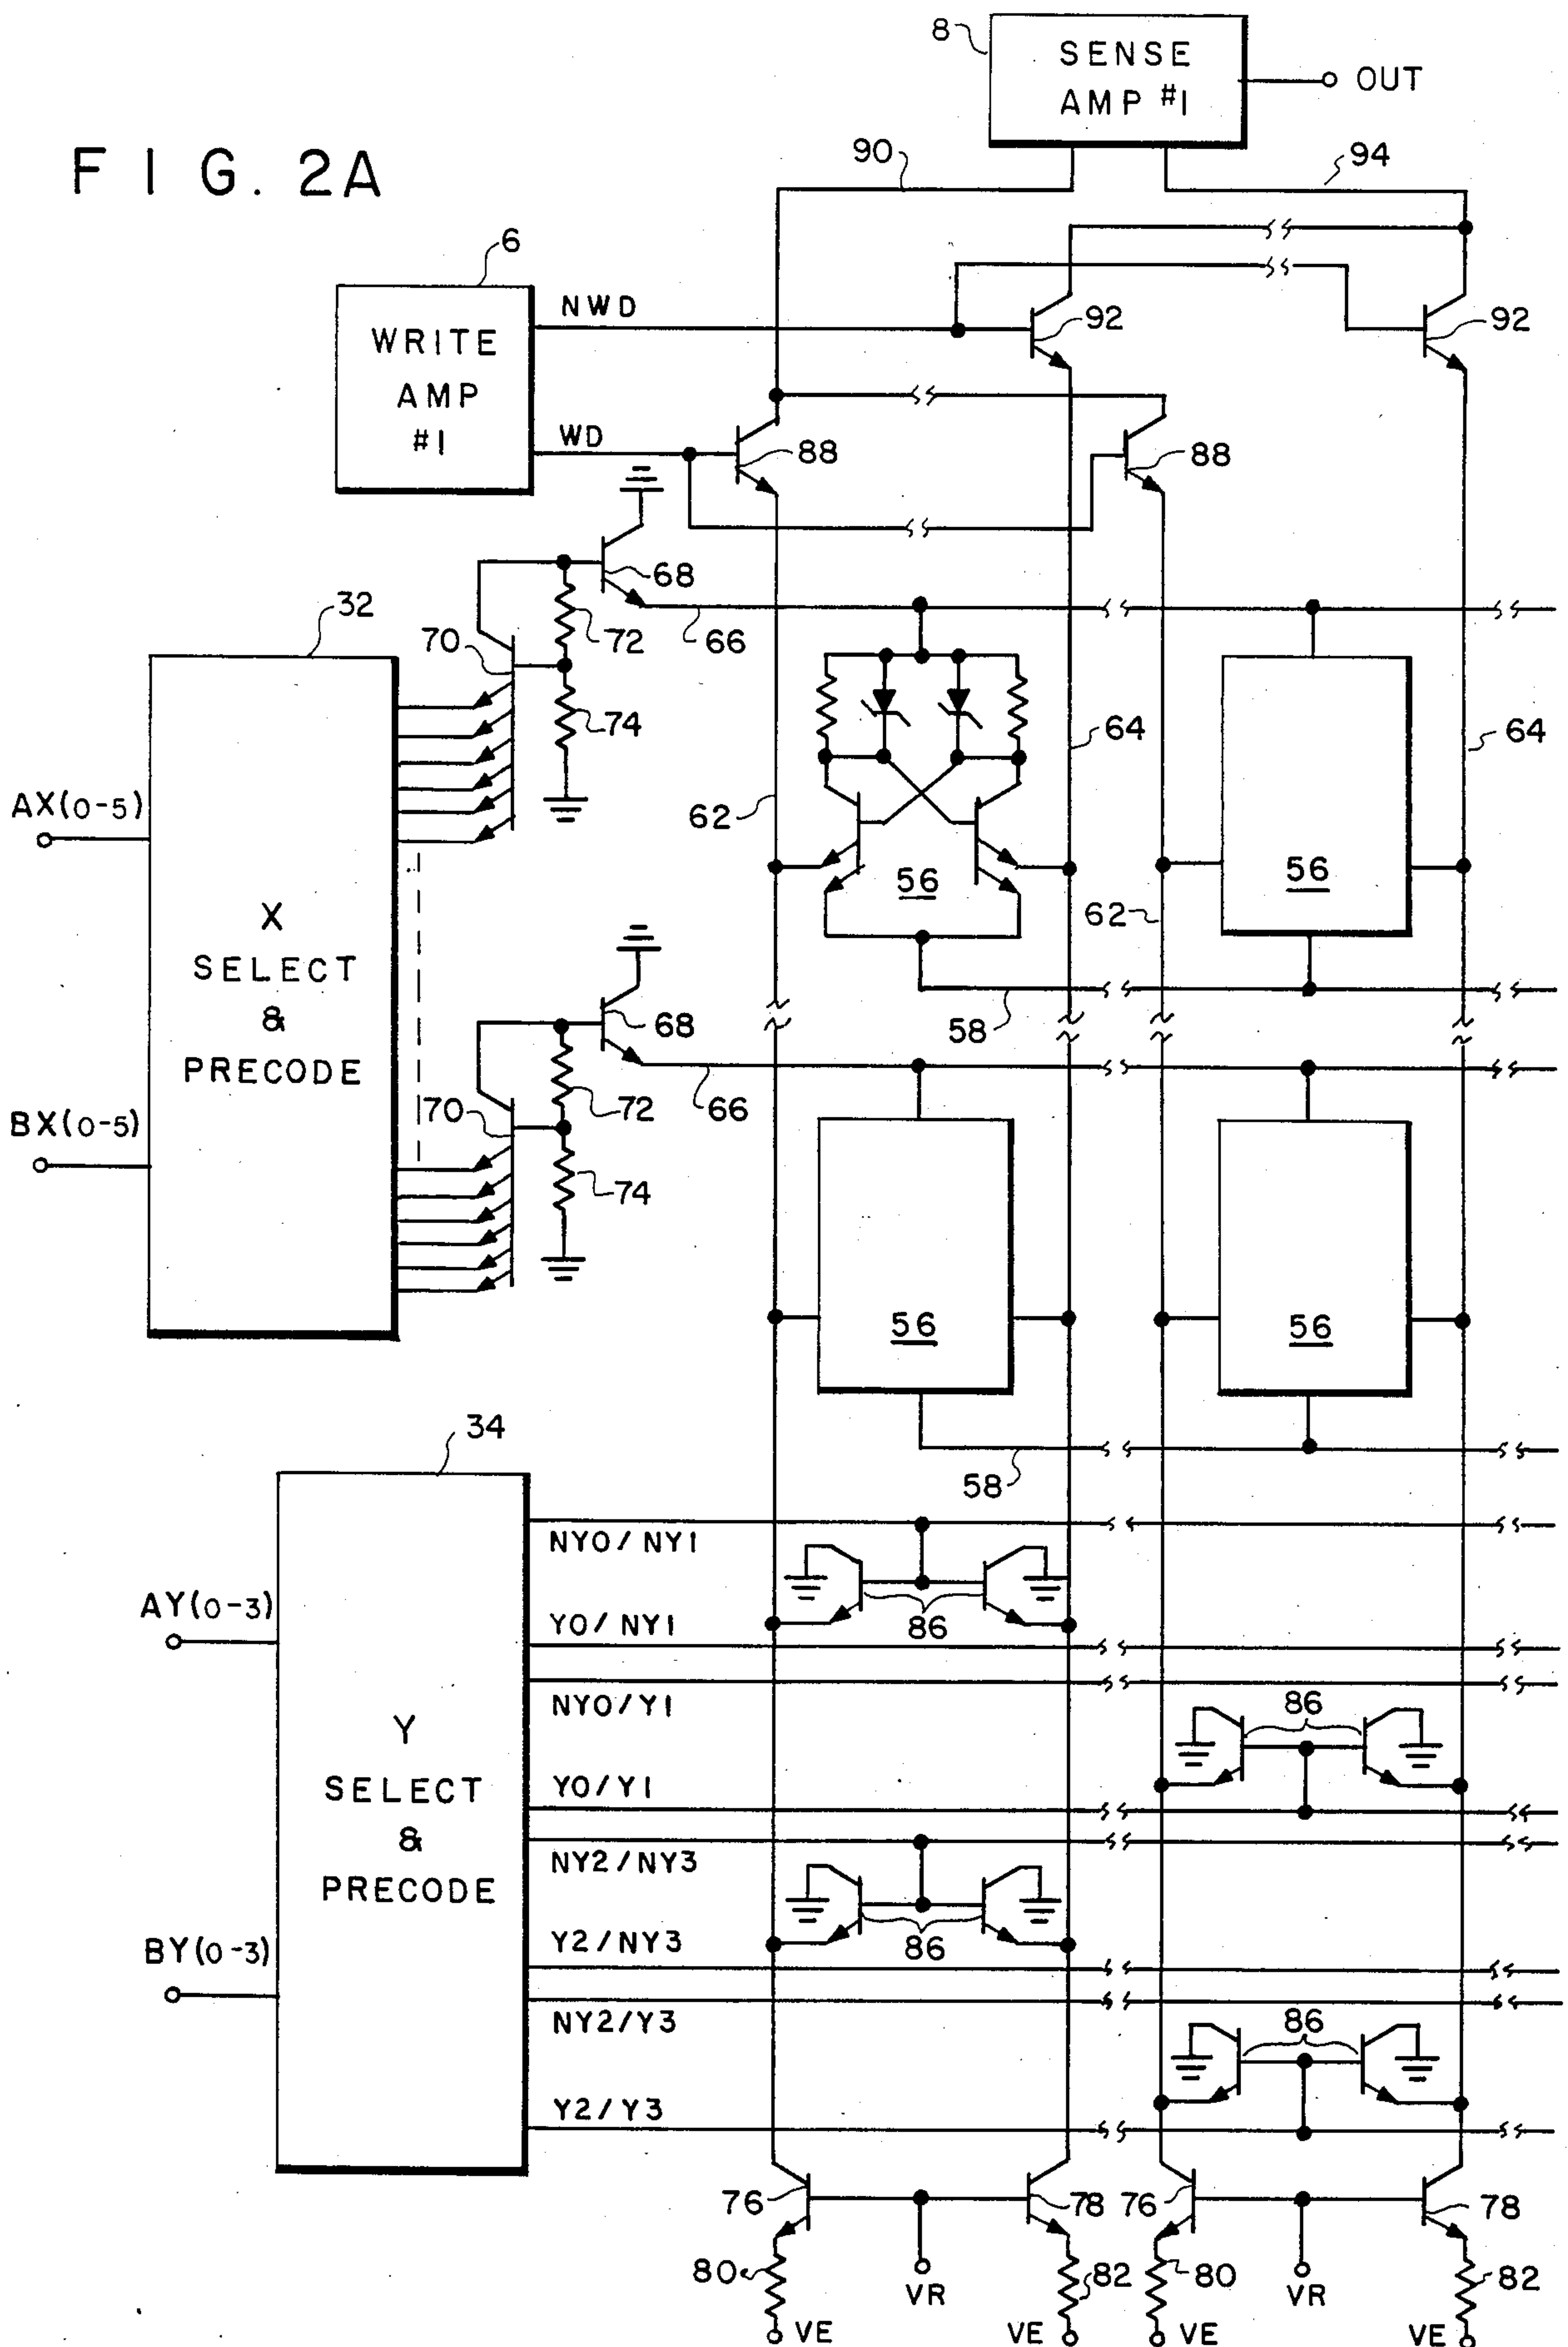 FIG. 2A
8
SENSE
AMP #1
OUT
90
94
6
WRITE
AMP
#1
NWD
WD
92
92
88
88
68
32
70
72
66
74
64
64
62
62
AX(0-5)
X
SELECT
&
PRECODE
BX(0-5)
56
56
58
68
70
72
66
74
56
56
58
34
AY(0-3)
Y
SELECT
&
PRECODE
BY(0-3)
NY0/NY1
86
Y0/NY1
NY0/Y1
86
Y0/Y1
NY2/NY3
86
Y2/NY3
NY2/Y3
86
Y2/Y3
76
78
76
78
80
82
80
82
VR
VR
VE
VE
VE
VE